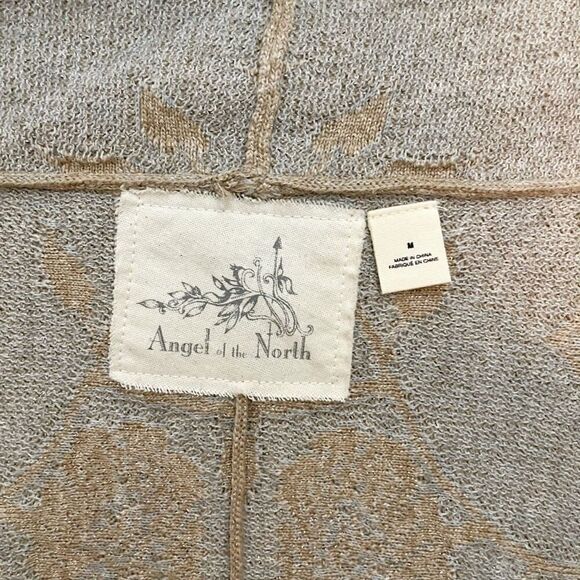 Angel of the North
M
MADE IN CHINA
FABRIQUÉ EN CHINE